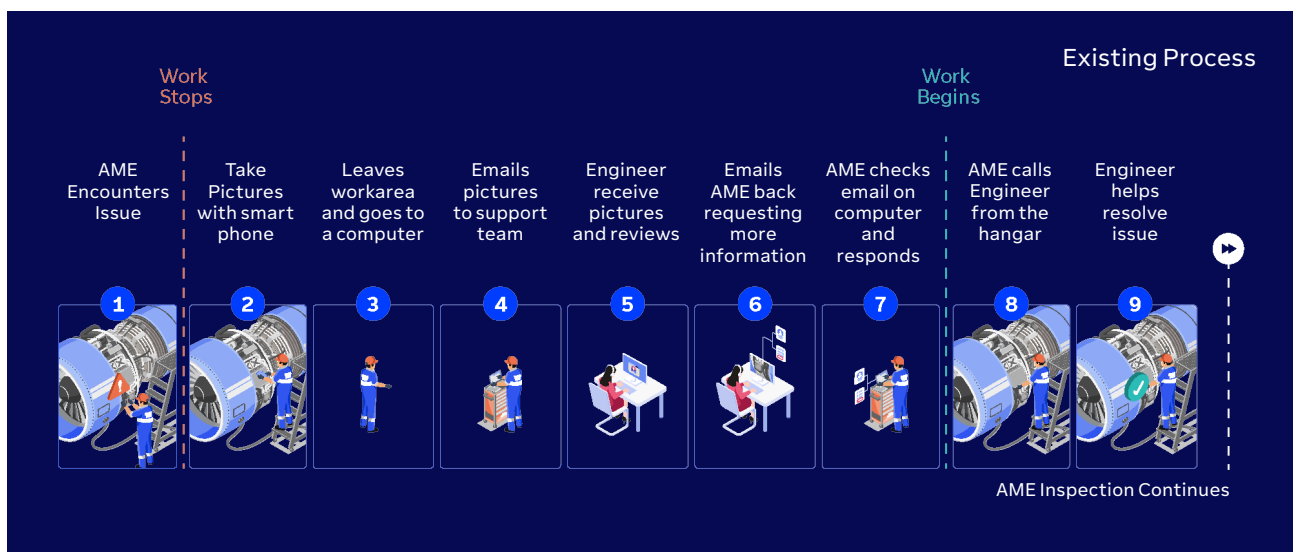 Existing Process
Work
Stops
Work
Begins
AME
Encounters
Issue
Take
Pictures
with smart
phone
Leaves
workarea
and goes to
a computer
Emails
pictures
to support
team
Engineer
receive
pictures
and reviews
Emails
AME back
requesting
more
information
AME checks
email on
computer
and
responds
AME calls
Engineer
from the
hangar
Engineer
helps
resolve
issue
1
2
3
4
5
6
7
8
9
AME Inspection Continues